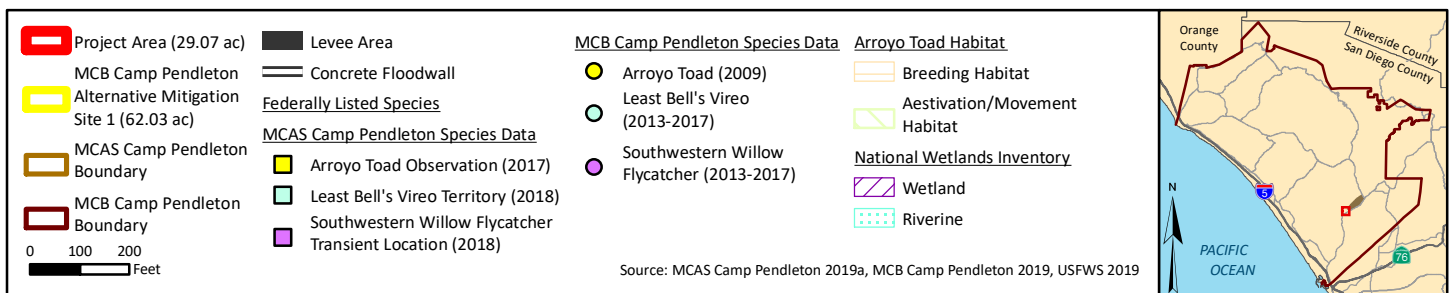 Project Area (29.07 ac)
MCB Camp Pendleton
Alternative Mitigation
Site 1 (62.03 ac)
MCAS Camp Pendleton
Boundary
MCB Camp Pendleton
Boundary
0 100 200
Feet
Levee Area
Concrete Floodwall
Federally Listed Species
MCAS Camp Pendleton Species Data
Arroyo Toad Observation (2017)
Least Bell's Vireo Territory (2018)
Southwestern Willow Flycatcher
Transient Location (2018)
MCB Camp Pendleton Species Data
Arroyo Toad (2009)
Least Bell's Vireo
(2013-2017)
Southwestern Willow
Flycatcher (2013-2017)
Arroyo Toad Habitat
Breeding Habitat
Aestivation/Movement
Habitat
National Wetlands Inventory
Wetland
Riverine
Source: MCAS Camp Pendleton 2019a, MCB Camp Pendleton 2019, USFWS 2019
Orange
County
Riverside County
San Diego County
N
5
76
PACIFIC
OCEAN